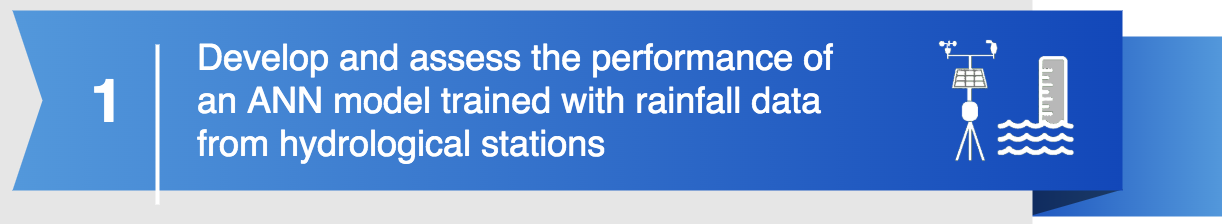 1
Develop and assess the performance of
an ANN model trained with rainfall data
from hydrological stations